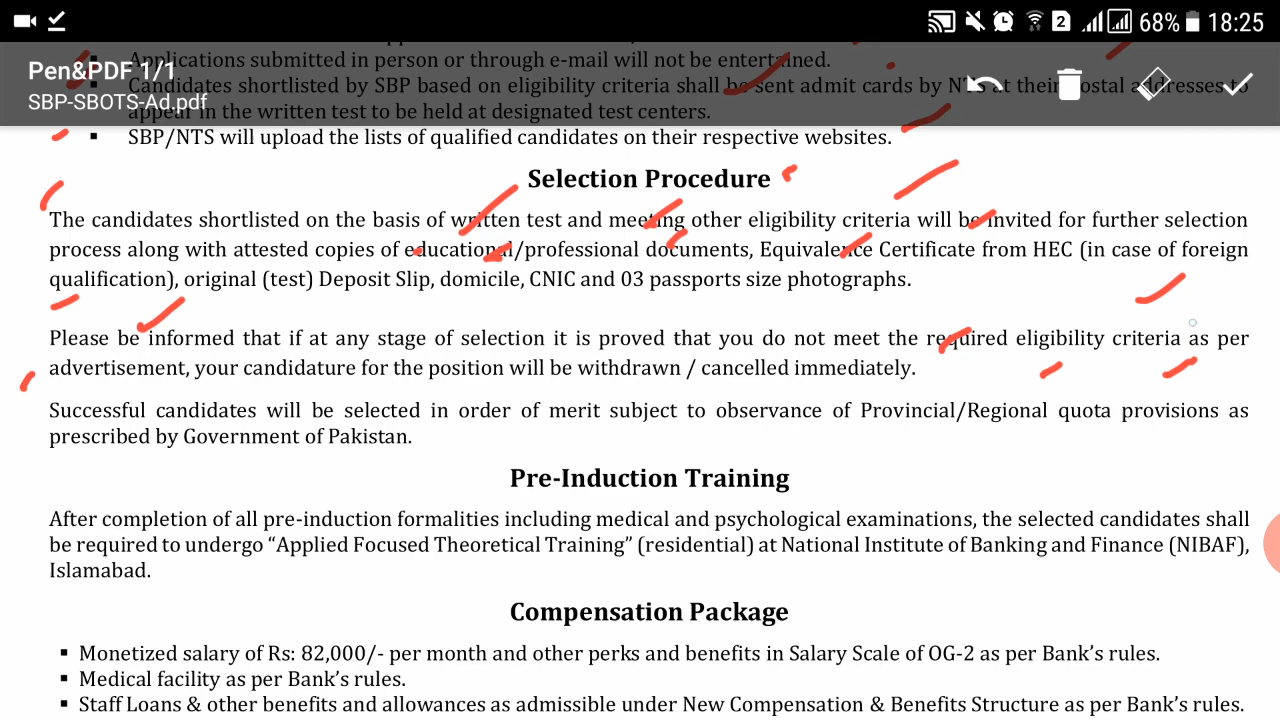 68% 18:25
Pen&PDF 1/1
SBP-SBOTS-Ad.pdf
▪ Applications submitted in person or through e-mail will not be entertained.
▪ Candidates shortlisted by SBP based on eligibility criteria shall be sent admit cards by NTS at their postal addresses to
appear in the written test to be held at designated test centers.
▪ SBP/NTS will upload the lists of qualified candidates on their respective websites.
Selection Procedure
The candidates shortlisted on the basis of written test and meeting other eligibility criteria will be invited for further selection
process along with attested copies of educational/professional documents, Equivalence Certificate from HEC (in case of foreign
qualification), original (test) Deposit Slip, domicile, CNIC and 03 passports size photographs.
Please be informed that if at any stage of selection it is proved that you do not meet the required eligibility criteria as per
advertisement, your candidature for the position will be withdrawn / cancelled immediately.
Successful candidates will be selected in order of merit subject to observance of Provincial/Regional quota provisions as
prescribed by Government of Pakistan.
Pre-Induction Training
After completion of all pre-induction formalities including medical and psychological examinations, the selected candidates shall
be required to undergo “Applied Focused Theoretical Training” (residential) at National Institute of Banking and Finance (NIBAF),
Islamabad.
Compensation Package
▪ Monetized salary of Rs: 82,000/- per month and other perks and benefits in Salary Scale of OG-2 as per Bank’s rules.
▪ Medical facility as per Bank’s rules.
▪ Staff Loans & other benefits and allowances as admissible under New Compensation & Benefits Structure as per Bank’s rules.